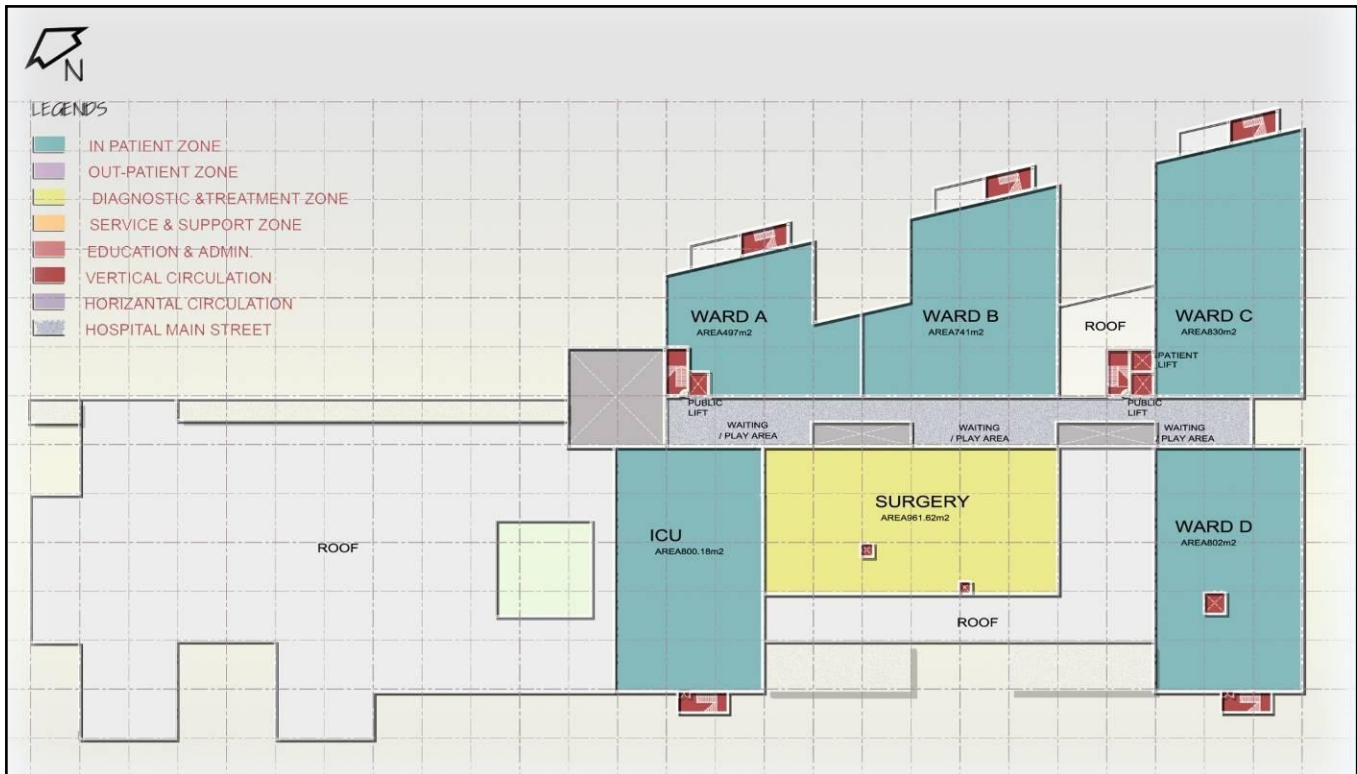 N
LEGENDS
IN PATIENT ZONE
OUT-PATIENT ZONE
DIAGNOSTIC &TREATMENT ZONE
SERVICE & SUPPORT ZONE
EDUCATION & ADMIN.
VERTICAL CIRCULATION
HORIZANTAL CIRCULATION
HOSPITAL MAIN STREET
WARD A
AREA497m2
WARD B
AREA741m2
ROOF
WARD C
AREA830m2
PATIENT
LIFT
PUBLIC
LIFT
PUBLIC
LIFT
WAITING
/ PLAY AREA
WAITING
/ PLAY AREA
WAITING
/ PLAY AREA
ROOF
ICU
AREA800.18m2
SURGERY
AREA961.62m2
WARD D
AREA802m2
ROOF